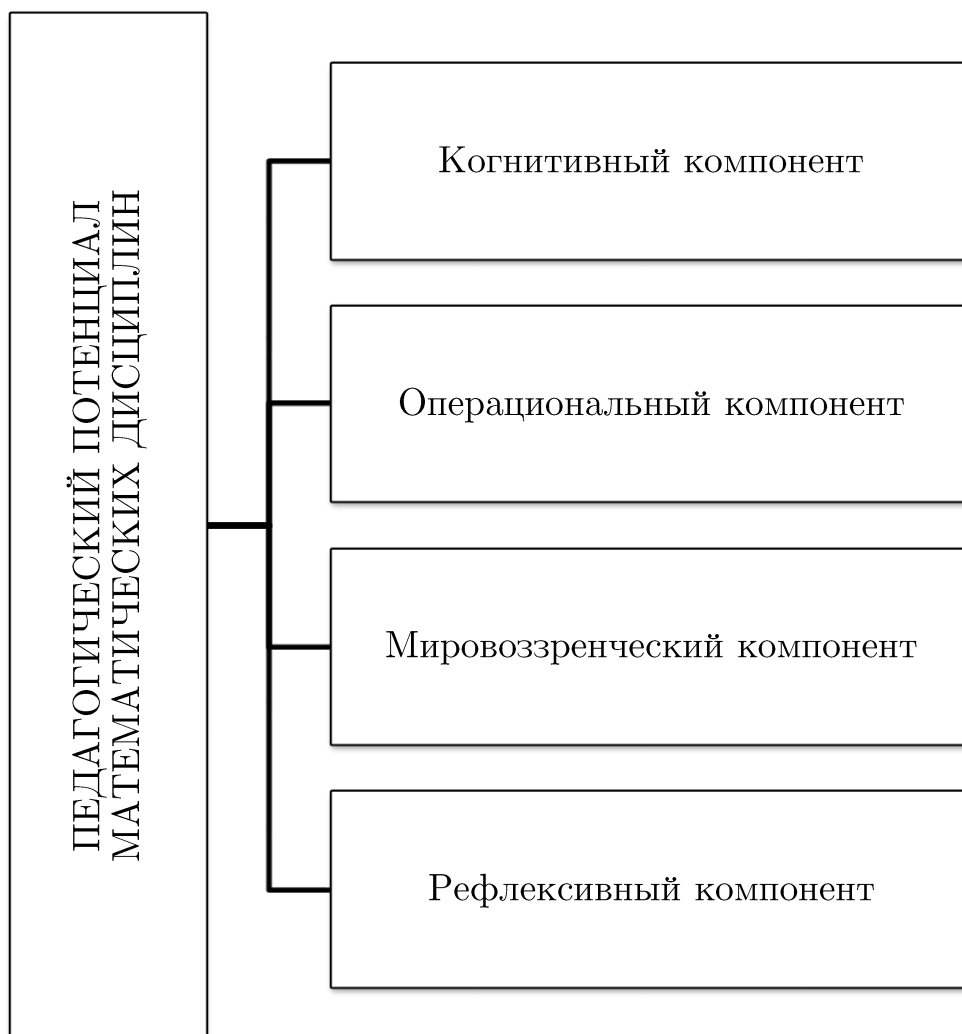 ПЕДАГОГИЧЕСКИЙ ПОТЕНЦИАЛ
МАТЕМАТИЧЕСКИХ ДИСЦИПЛИН
Когнитивный компонент
Операциональный компонент
Мировоззренческий компонент
Рефлексивный компонент